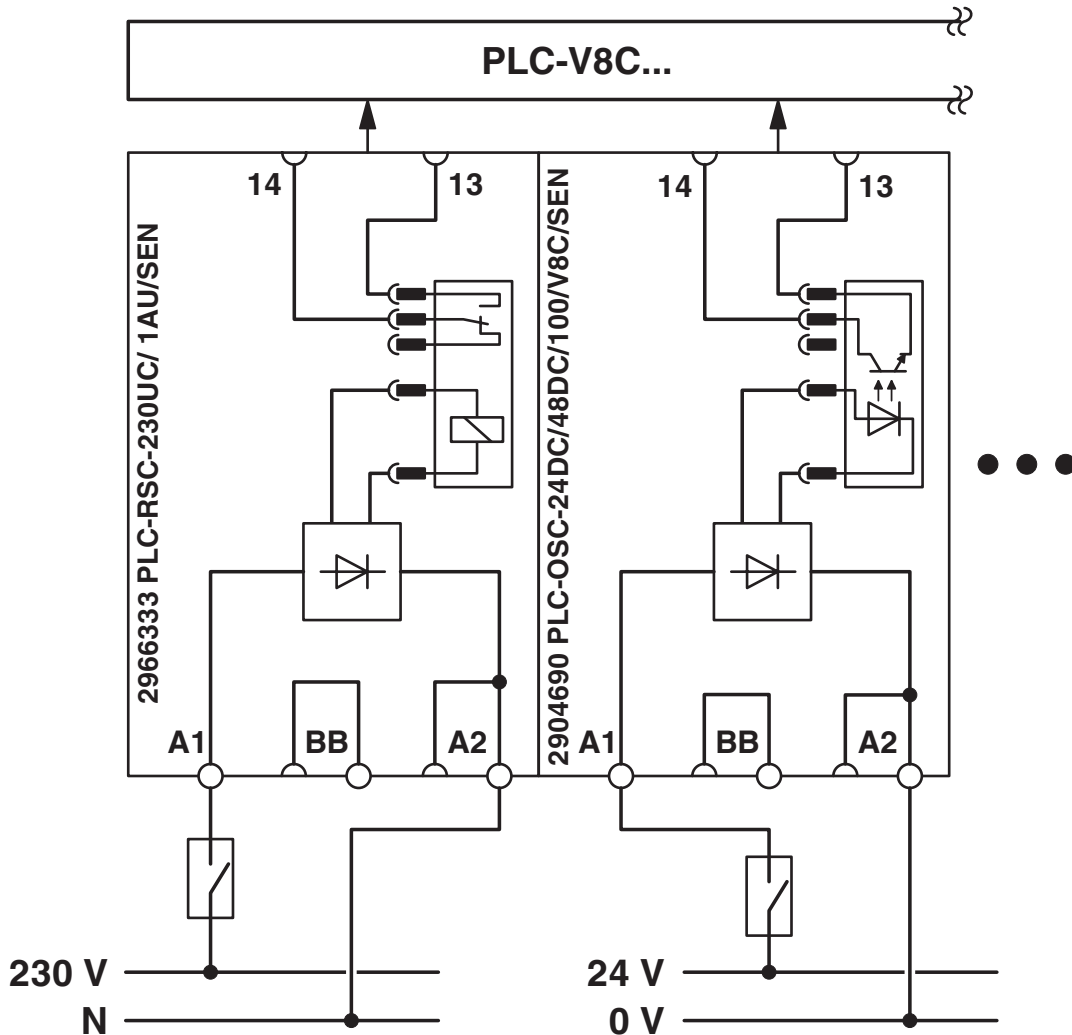 PLC-V8C...
14
13
14
13
2966333 PLC-RSC-230UC/ 1AU/SEN
2904690 PLC-OSC-24DC/48DC/100/V8C/SEN
A1
BB
A2
A1
BB
A2
230 V
24 V
N
0 V